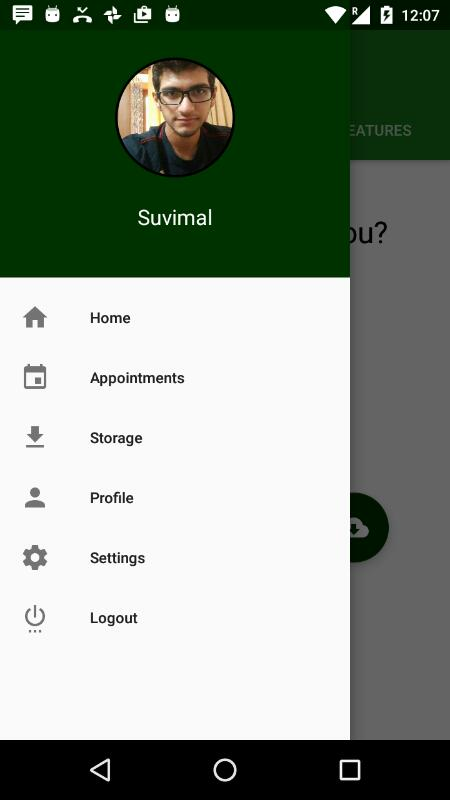 R
12:07
EATURES
Suvimal
ou?
Home
Appointments
Storage
Profile
Settings
Logout